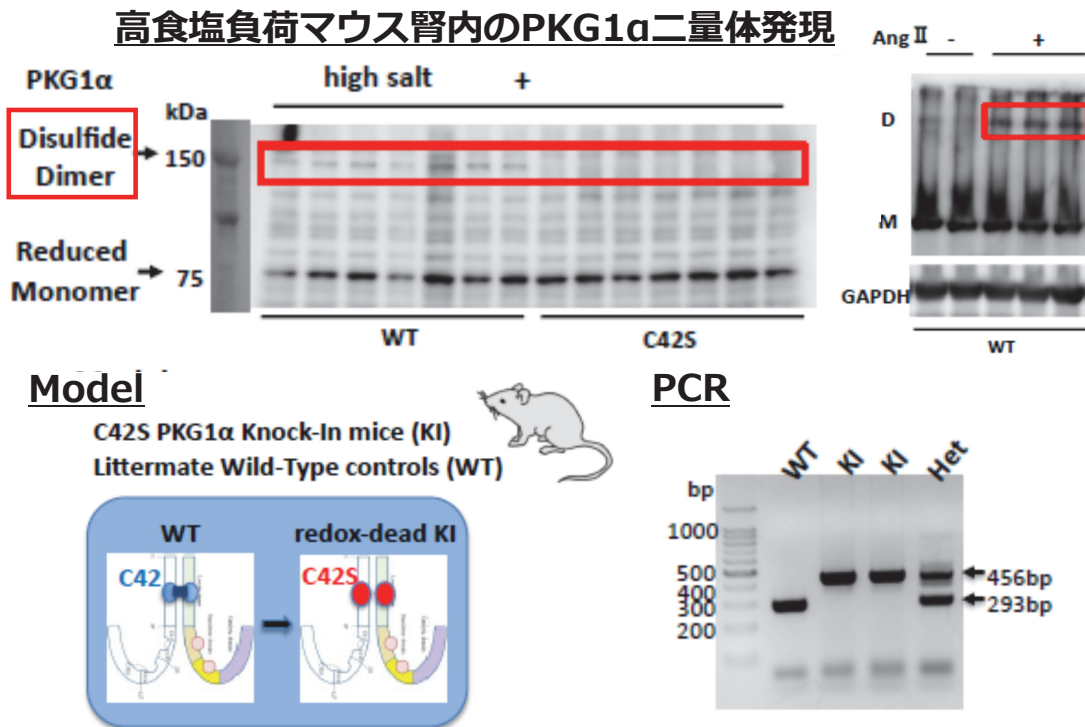 高食塩負荷マウス腎内のPKG1α二量体発現
PKG1α
Disulfide
Dimer
Reduced
Monomer
kDa
150
75
high salt +
WT C42S
Ang Ⅱ - +
D
M
GAPDH
WT
Model
C42S PKG1α Knock-In mice (KI)
Littermate Wild-Type controls (WT)
WT
redox-dead KI
C42
C42S
PCR
WT KI KI Het
bp
1000
500
400
300
200
456bp
293bp